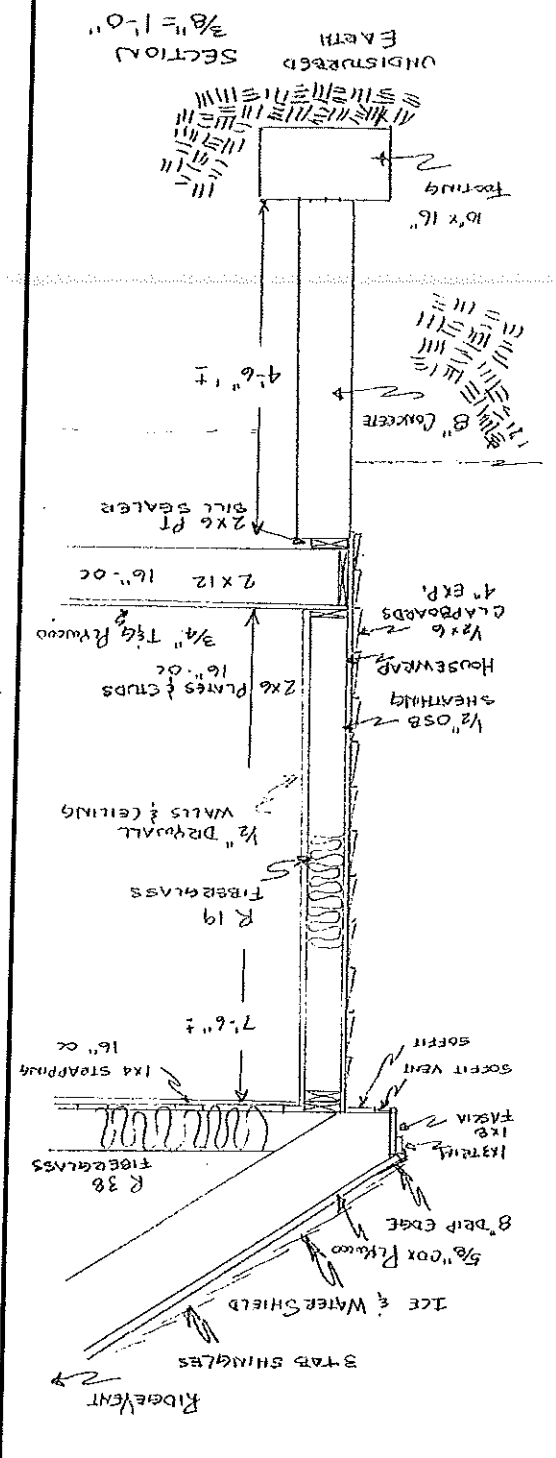 RIDGE VENT
3 TAB SHINGLES
ICE & WATER SHIELD
5/8" CDX PLYWOOD
8" DRIP EDGE
1x3 TRIM
1x8
FASCIA
SOFFIT VENT
SOFFIT
R 38
FIBERGLASS
1x4 STRAPPING
16" OC
7'-6" ±
R 19
FIBERGLASS
1/2" DRYWALL
WALLS & CEILING
1/2" OSB
SHEATHING
HOUSEWRAP
1/2 x 6
CLAPBOARDS
4" EXP.
2x6 PLATES & STUDS
16"-OC
3/4" T&G PLYWOOD
2x12 16"-OC
2x6 PT
SILL SEALER
8" CONCRETE
4'-6" ±
10" x 16"
FOOTING
UNDISTURBED
EARTH
SECTION
3/8" = 1'-0"